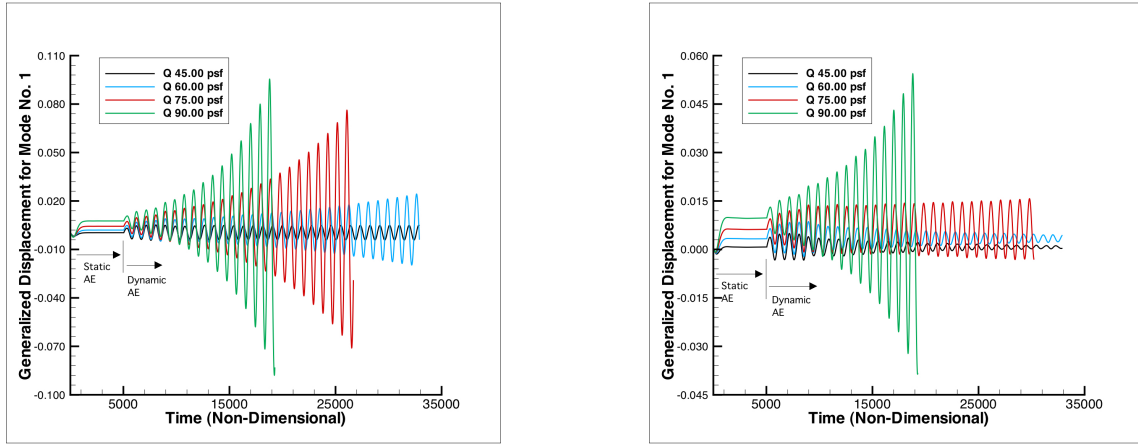 Generalized Displacement for Mode No. 1
0.110
0.080
0.050
0.020
-0.010
-0.040
-0.070
-0.100
Q 45.00 psf
Q 60.00 psf
Q 75.00 psf
Q 90.00 psf
Static
AE
Dynamic
AE
5000
15000
25000
35000
Time (Non-Dimensional)
Generalized Displacement for Mode No. 1
0.060
0.045
0.030
0.015
0.000
-0.015
-0.030
-0.045
Q 45.00 psf
Q 60.00 psf
Q 75.00 psf
Q 90.00 psf
Static
AE
Dynamic
AE
5000
15000
25000
35000
Time (Non-Dimensional)